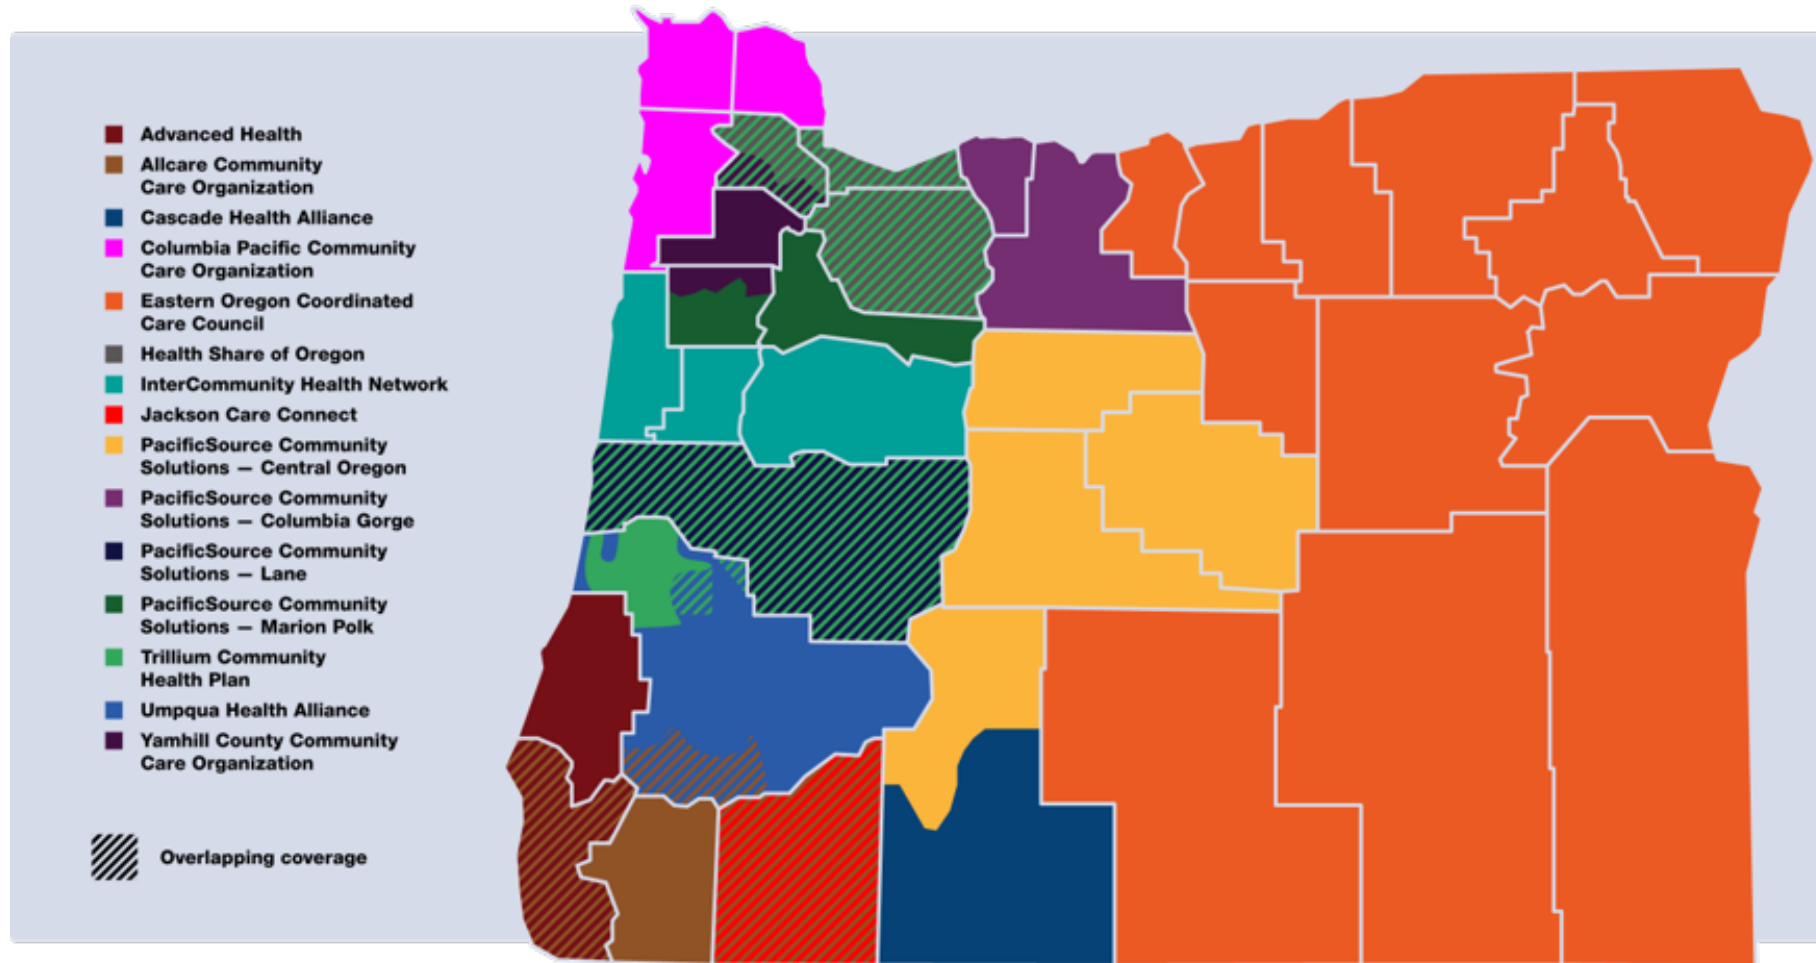 Advanced Health
Allcare Community
Care Organization
Cascade Health Alliance
Columbia Pacific Community
Care Organization
Eastern Oregon Coordinated
Care Council
Health Share of Oregon
InterCommunity Health Network
Jackson Care Connect
PacificSource Community
Solutions — Central Oregon
PacificSource Community
Solutions — Columbia Gorge
PacificSource Community
Solutions — Lane
PacificSource Community
Solutions — Marion Polk
Trillium Community
Health Plan
Umpqua Health Alliance
Yamhill County Community
Care Organization
Overlapping coverage